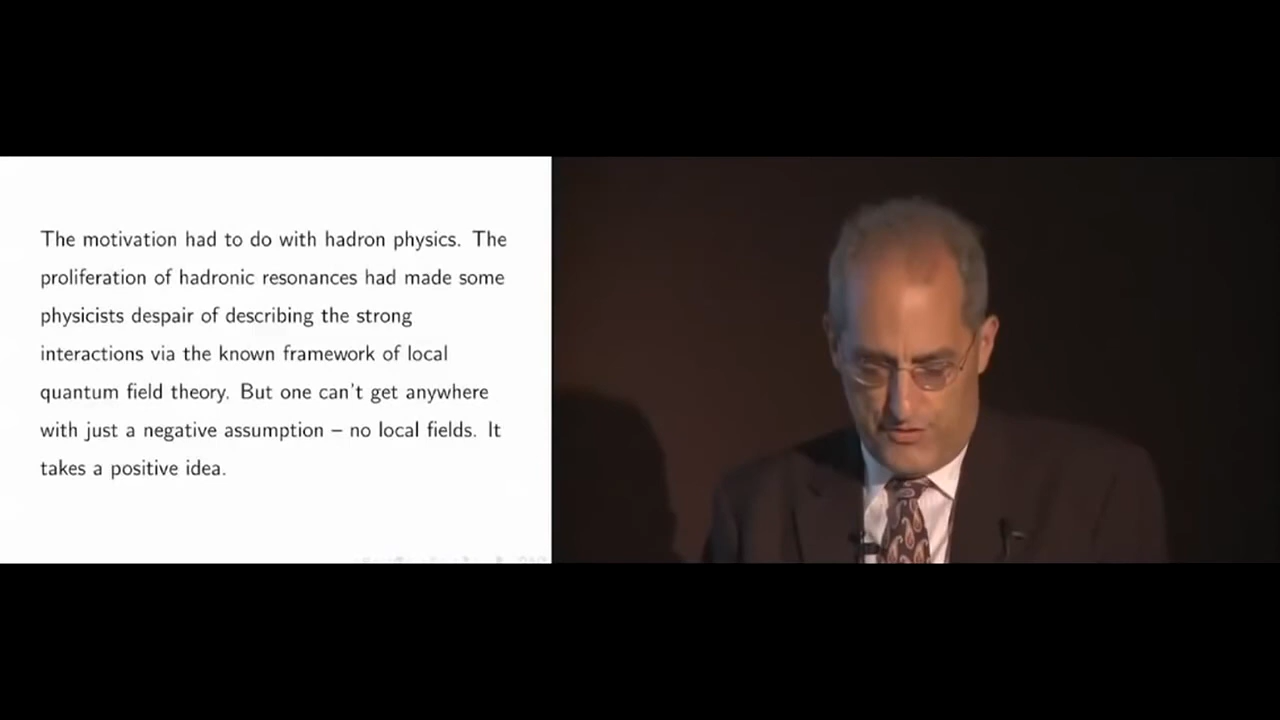 The motivation had to do with hadron physics. The
proliferation of hadronic resonances had made some
physicists despair of describing the strong
interactions via the known framework of local
quantum field theory. But one can't get anywhere
with just a negative assumption – no local fields. It
takes a positive idea.